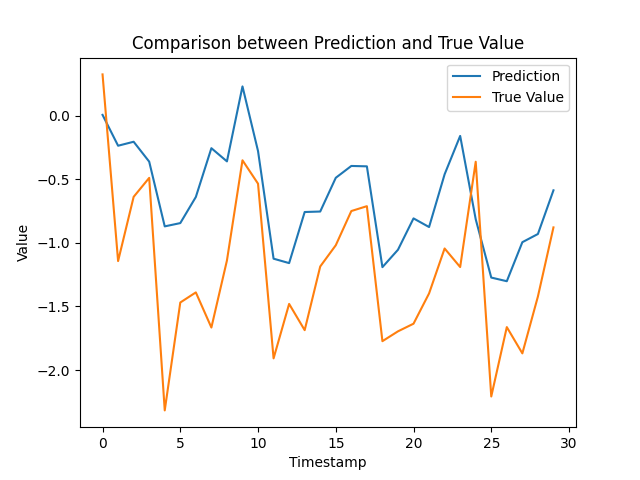 Comparison between Prediction and True Value
Prediction
True Value
0.0
−0.5
−1.0
−1.5
−2.0
Value
0 5 10 15 20 25 30
Timestamp